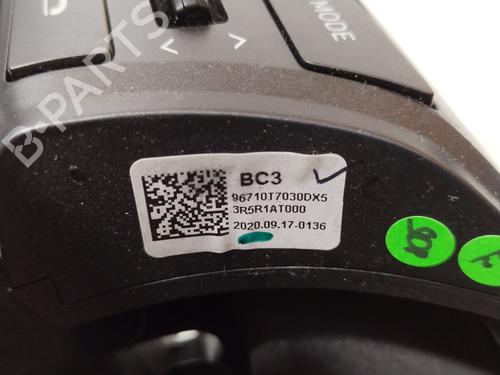 MODE
B-PARTS
BC3
96710T7030DX5
3R5R1AT000
2020.09.17-0136